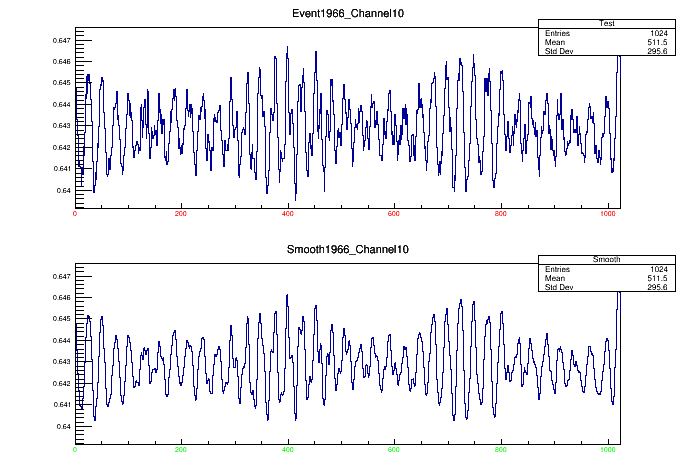 Event1966_Channel10
Test
Entries 1024
Mean 511.5
Std Dev 295.6
0.647
0.646
0.645
0.644
0.643
0.642
0.641
0.64
0 200 400 600 800 1000
Smooth1966_Channel10
Smooth
Entries 1024
Mean 511.5
Std Dev 295.6
0.647
0.646
0.645
0.644
0.643
0.642
0.641
0.64
0 200 400 600 800 1000